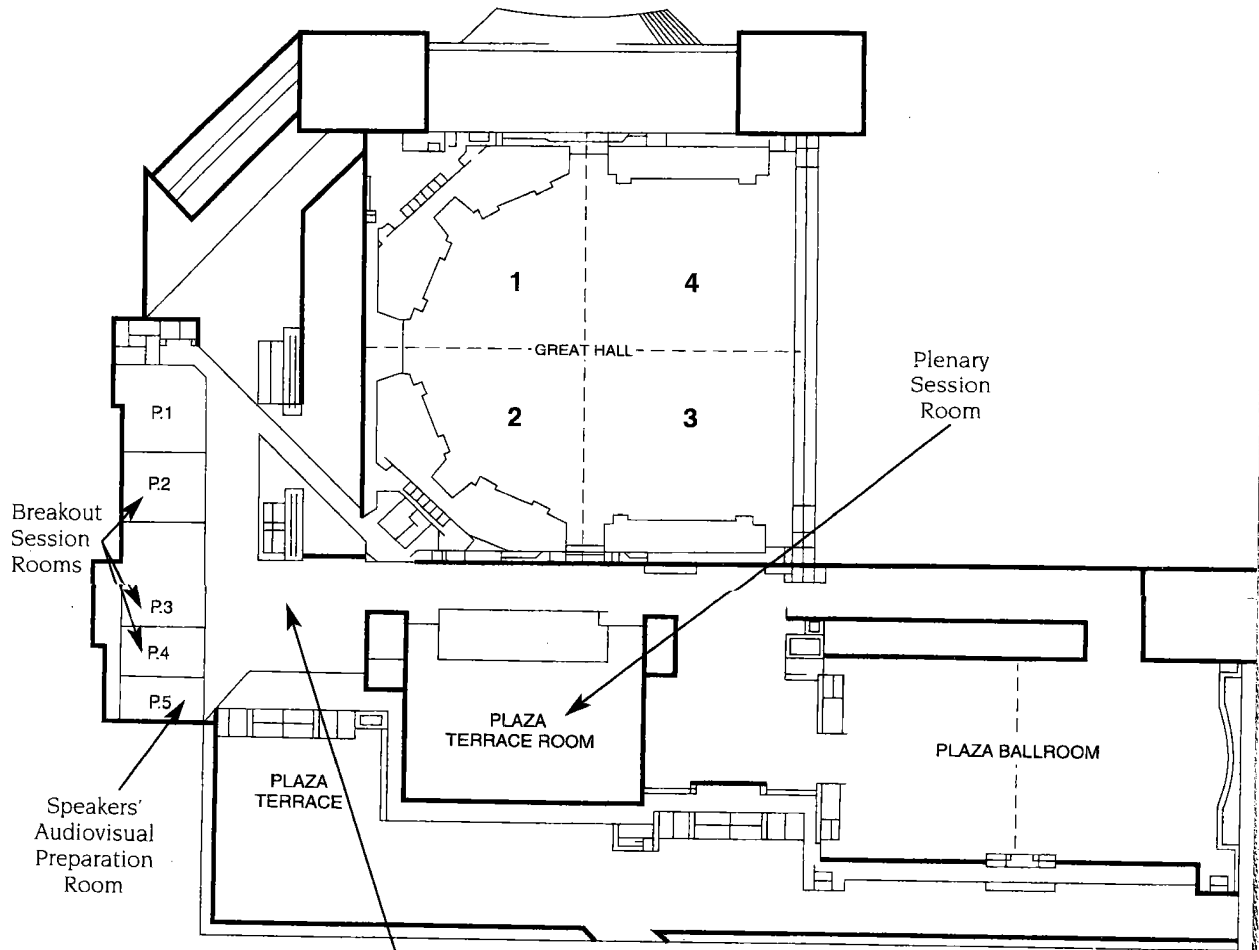 1
4
GREAT HALL
Plenary
Session
Room
P.1
2
3
P.2
Breakout
Session
Rooms
P.3
P.4
P.5
PLAZA
TERRACE ROOM
PLAZA BALLROOM
PLAZA
TERRACE
Speakers'
Audiovisual
Preparation
Room